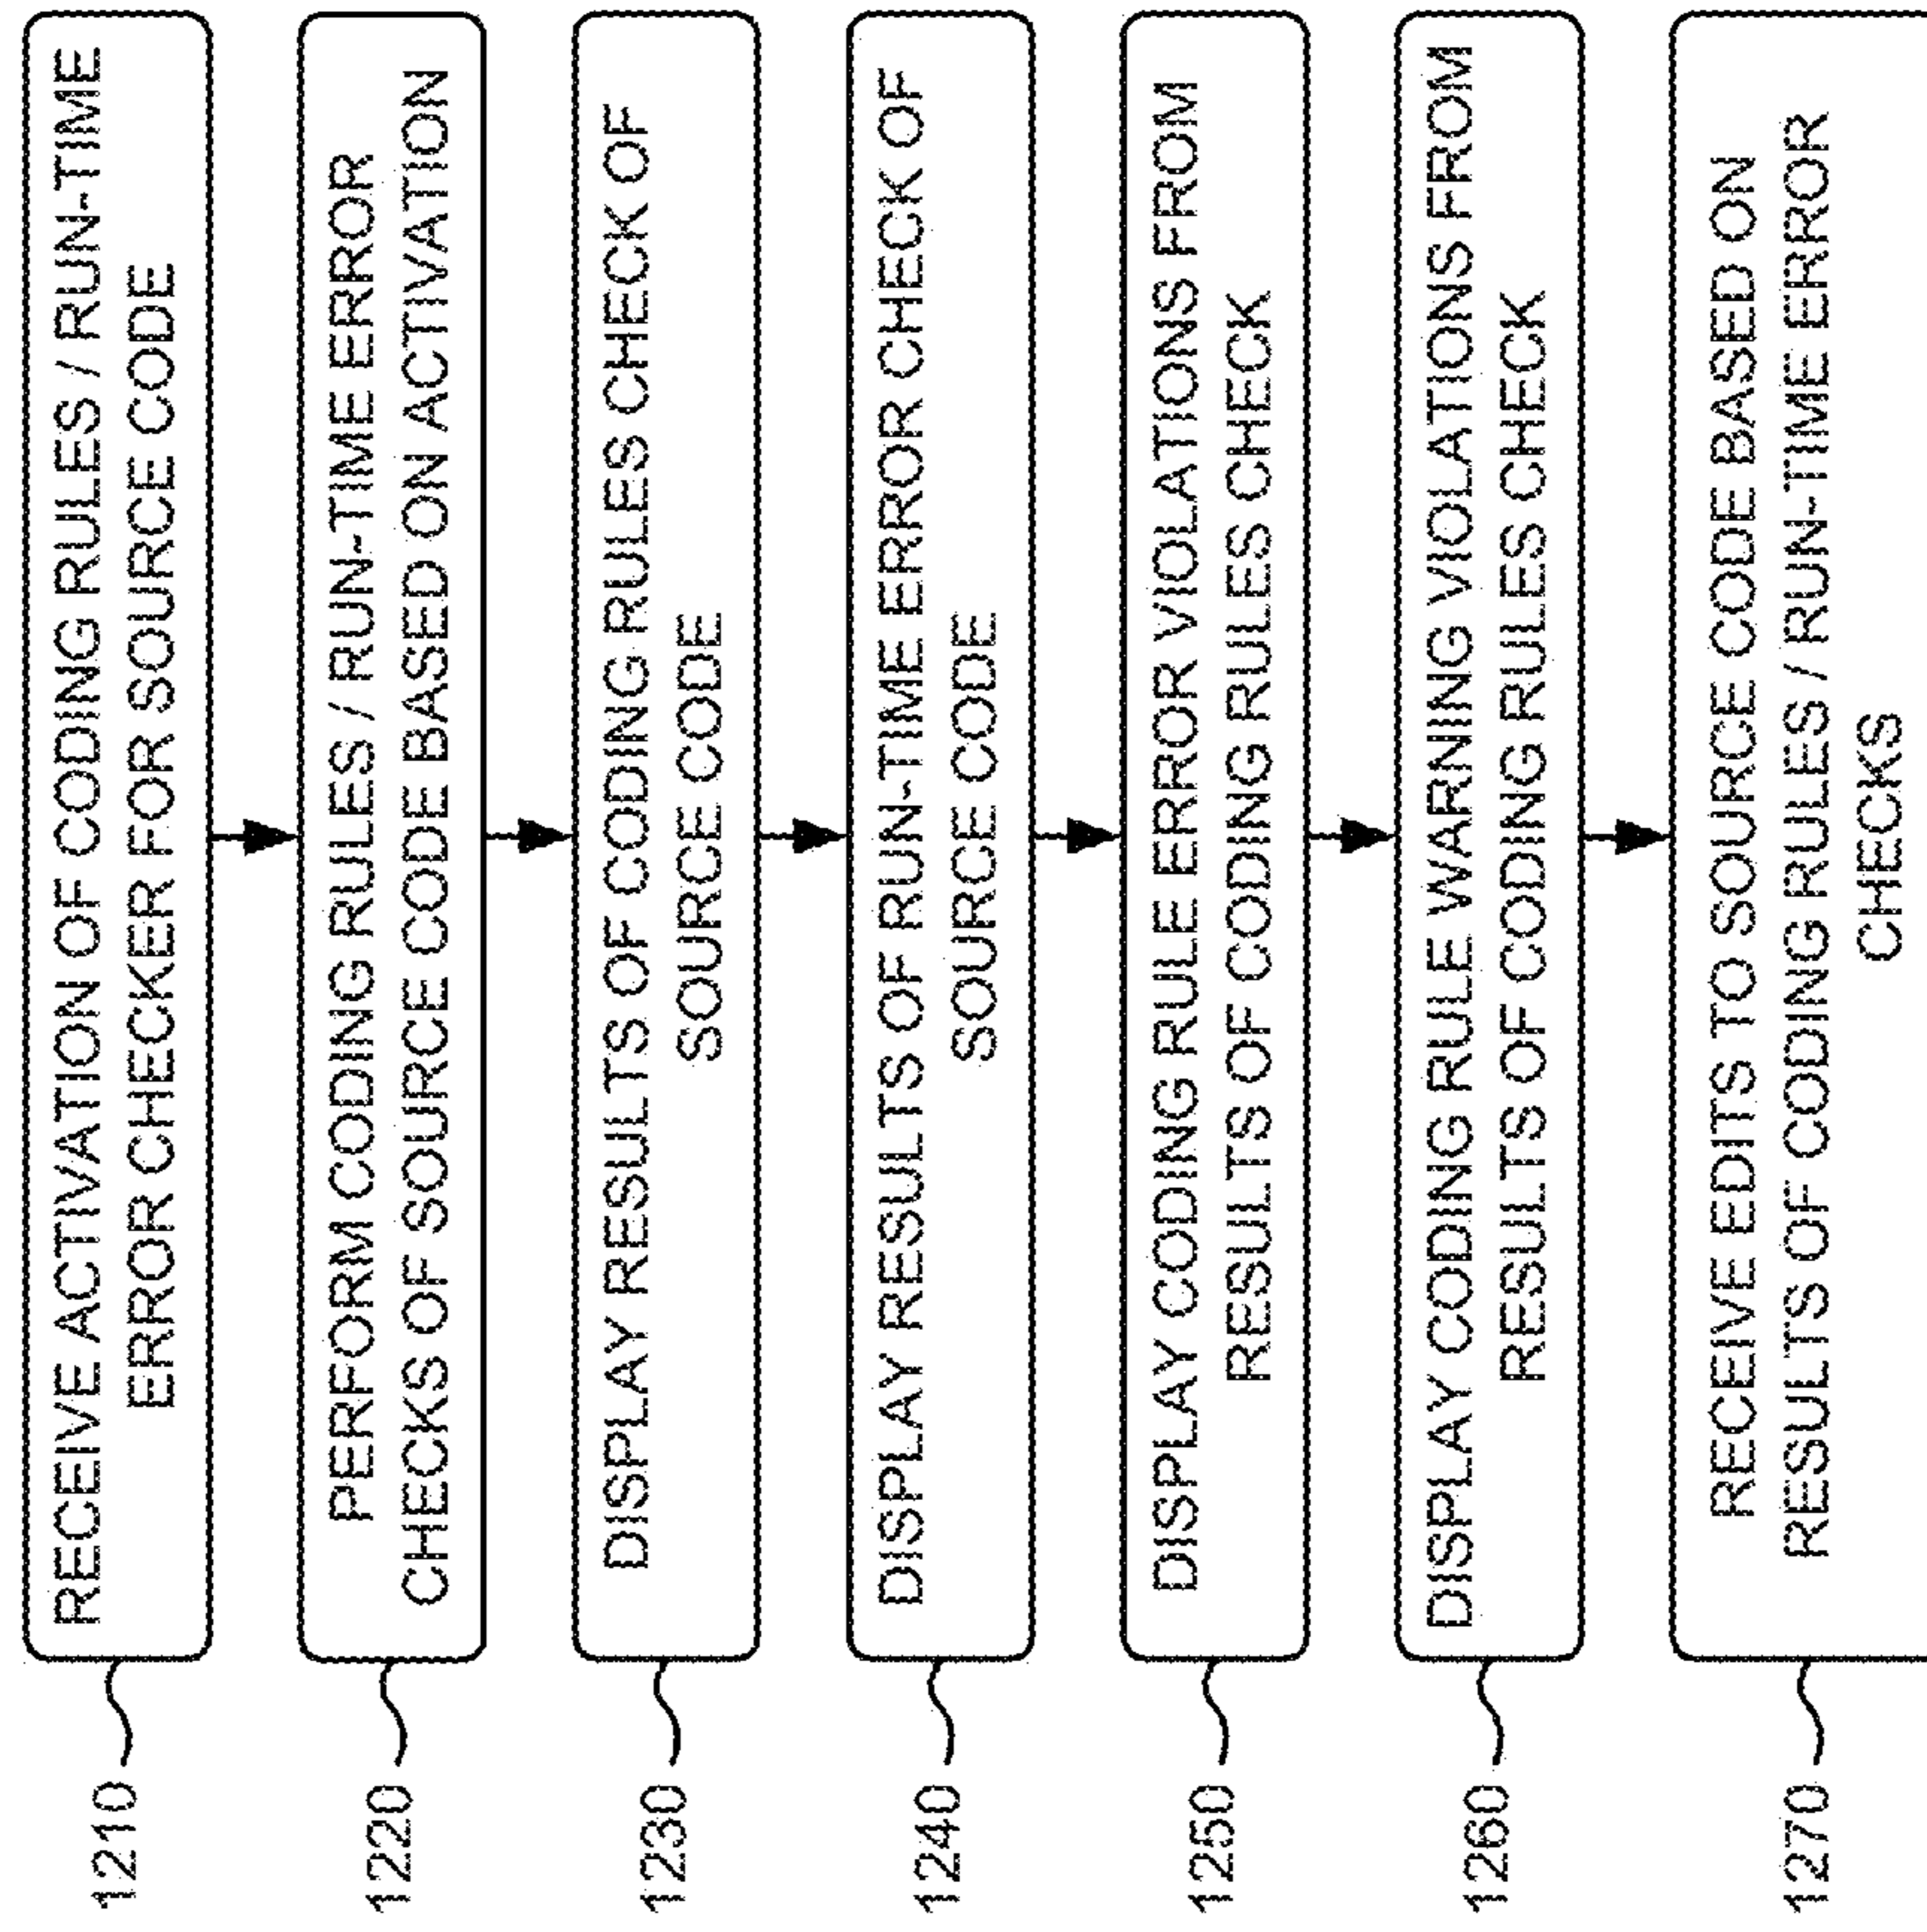 1210
RECEIVE ACTIVATION OF CODING RULES / RUN-TIME
ERROR CHECKER FOR SOURCE CODE
1220
PERFORM CODING RULES / RUN-TIME ERROR
CHECKS OF SOURCE CODE BASED ON ACTIVATION
1230
DISPLAY RESULTS OF CODING RULES CHECK OF
SOURCE CODE
1240
DISPLAY RESULTS OF RUN-TIME ERROR CHECK OF
SOURCE CODE
1250
DISPLAY CODING RULE ERROR VIOLATIONS FROM
RESULTS OF CODING RULES CHECK
1260
DISPLAY CODING RULE WARNING VIOLATIONS FROM
RESULTS OF CODING RULES CHECK
1270
RECEIVE EDITS TO SOURCE CODE BASED ON
RESULTS OF CODING RULES / RUN-TIME ERROR
CHECKS